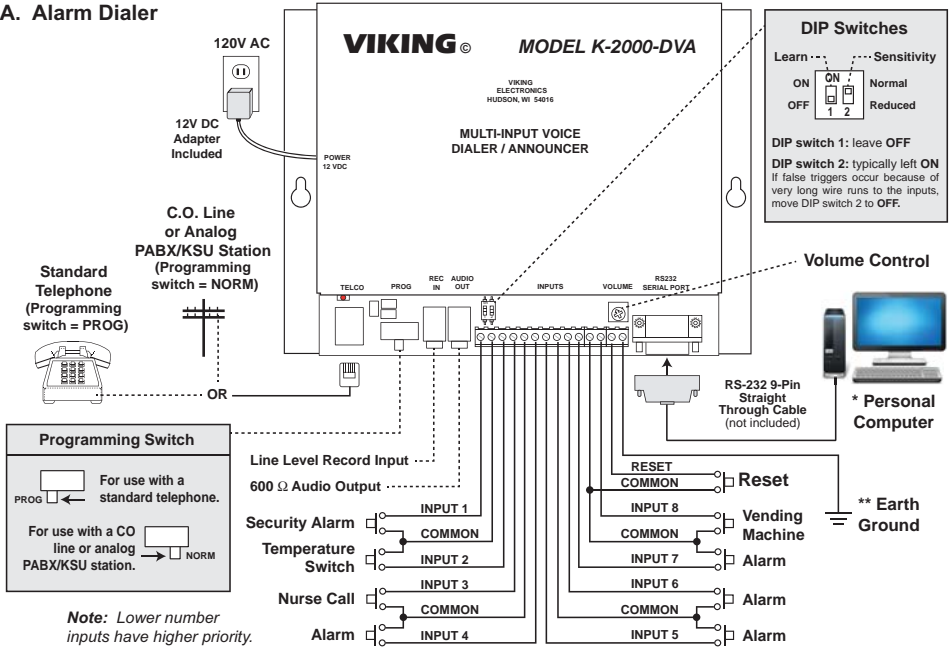 A. Alarm Dialer
120V AC
12V DC
Adapter
Included
VIKING ©
MODEL K-2000-DVA
VIKING
ELECTRONICS
HUDSON, WI 54016
MULTI-INPUT VOICE
DIALER / ANNOUNCER
POWER
12 VDC
DIP Switches
Learn
Sensitivity
ON
ON
Normal
OFF
Reduced
1 2
DIP switch 1: leave OFF
DIP switch 2: typically left ON
If false triggers occur because of
very long wire runs to the inputs,
move DIP switch 2 to OFF.
C.O. Line
or Analog
PABX/KSU Station
(Programming
switch = NORM)
Standard
Telephone
(Programming
switch = PROG)
OR
TELCO
PROG
REC
IN
AUDIO
OUT
INPUTS
VOLUME
RS232
SERIAL PORT
Volume Control
RS-232 9-Pin
Straight
Through Cable
(not included)
* Personal
Computer
Programming Switch
PROG
For use with a
standard telephone.
For use with a CO
line or analog
PABX/KSU station.
NORM
Line Level Record Input
600 Ω Audio Output
Security Alarm
Temperature
Switch
Nurse Call
Alarm
INPUT 1
COMMON
INPUT 2
INPUT 3
COMMON
INPUT 4
RESET
COMMON
INPUT 8
COMMON
INPUT 7
INPUT 6
COMMON
INPUT 5
Reset
Vending
Machine
Alarm
Alarm
Alarm
** Earth
Ground
Note: Lower number
inputs have higher priority.